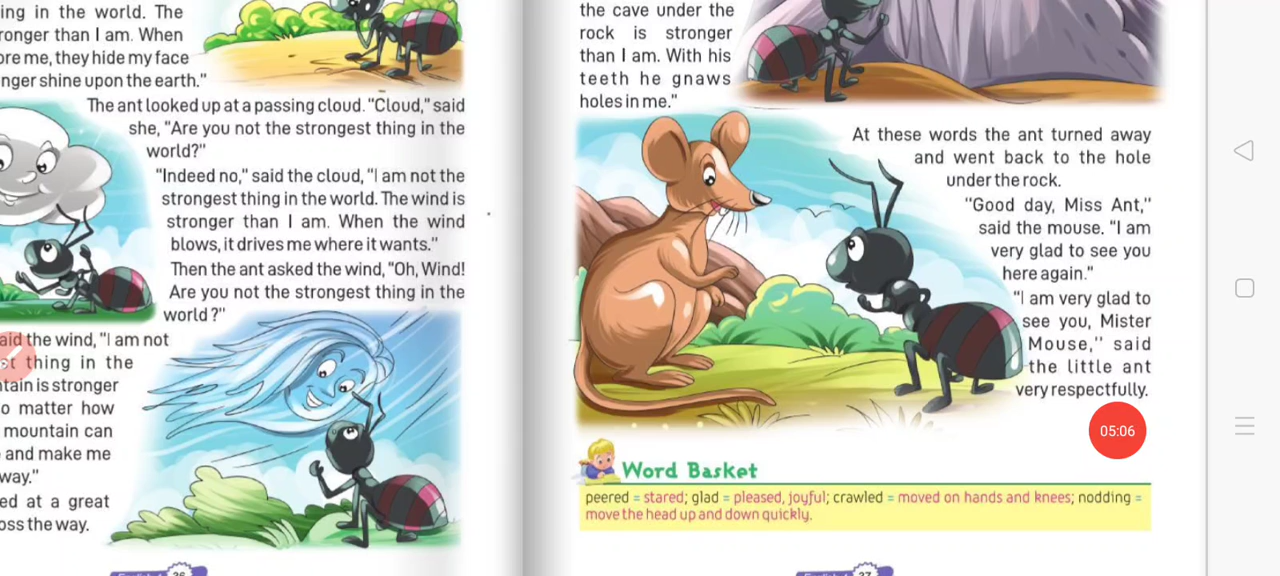 ing in the world. The
ronger than I am. When
ore me, they hide my face
nger shine upon the earth."
The ant looked up at a passing cloud. "Cloud," said
she, "Are you not the strongest thing in the
world?"
"Indeed no," said the cloud, "I am not the
strongest thing in the world. The wind is
stronger than I am. When the wind
blows, it drives me where it wants."
Then the ant asked the wind, "Oh, Wind!
Are you not the strongest thing in the
world ?"
aid the wind, "I am not
thing in the
tain is stronger
o matter how
mountain can
and make me
way."
ed at a great
oss the way.
26
the cave under the
rock is stronger
than I am. With his
teeth he gnaws
holes in me."
At these words the ant turned away
and went back to the hole
under the rock.
"Good day, Miss Ant,"
said the mouse. "I am
very glad to see you
here again."
"I am very glad to
see you, Mister
Mouse," said
the little ant
very respectfully.
05:06
Word Basket
peered = stared; glad = pleased, joyful; crawled = moved on hands and knees; nodding =
move the head up and down quickly.
27